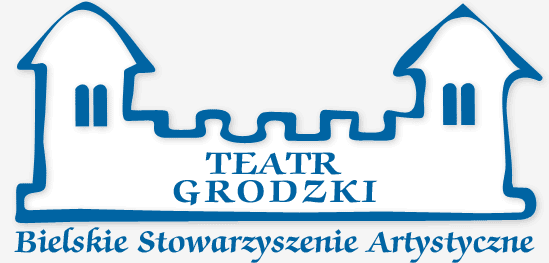 TEATR
GRODZKI
Bielskie Stowarzyszenie Artystyczne